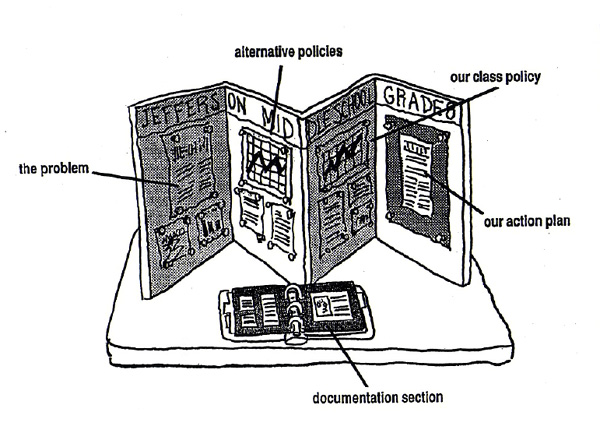 alternative policies
our class policy
JEFFERSON MIDDLE SCHOOL GRADE 8
the problem
our action plan
documentation section